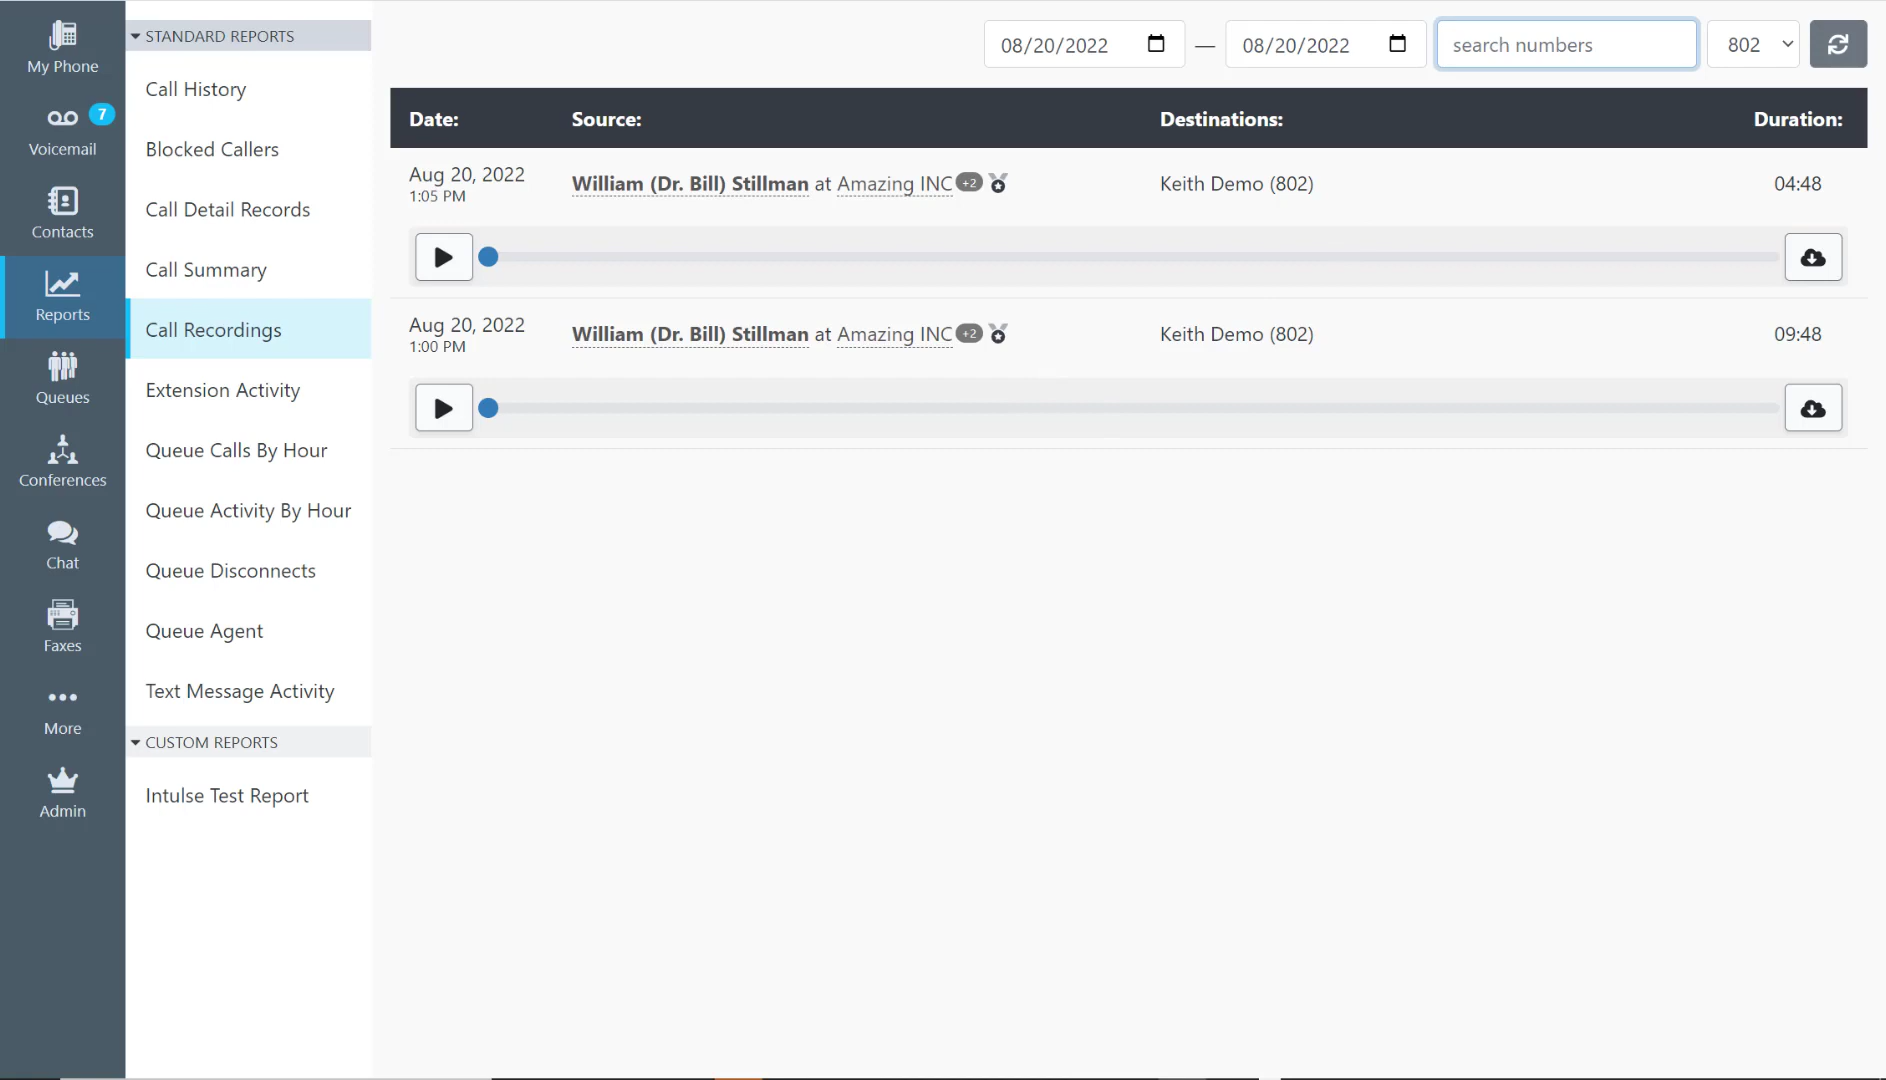 My Phone
7
Voicemail
Contacts
Reports
Queues
Conferences
Chat
Faxes
More
Admin
STANDARD REPORTS
Call History
Blocked Callers
Call Detail Records
Call Summary
Call Recordings
Extension Activity
Queue Calls By Hour
Queue Activity By Hour
Queue Disconnects
Queue Agent
Text Message Activity
CUSTOM REPORTS
Intulse Test Report
08/20/2022 — 08/20/2022 search numbers 802
Date: Source: Destinations: Duration:
Aug 20, 2022 William (Dr. Bill) Stillman at Amazing INC +2 Keith Demo (802) 04:48
1:05 PM
Aug 20, 2022 William (Dr. Bill) Stillman at Amazing INC +2 Keith Demo (802) 09:48
1:00 PM